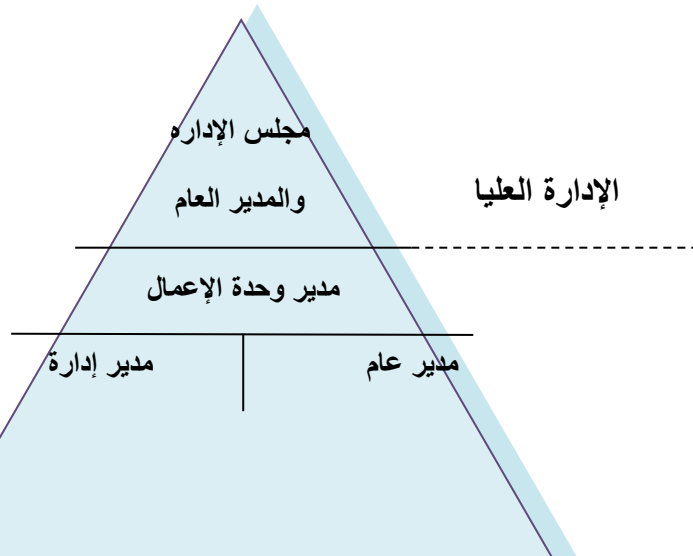 مجلس الإداره
والمدير العام
الإدارة العليا
مدير وحدة الإعمال
مدير عام
مدير إدارة